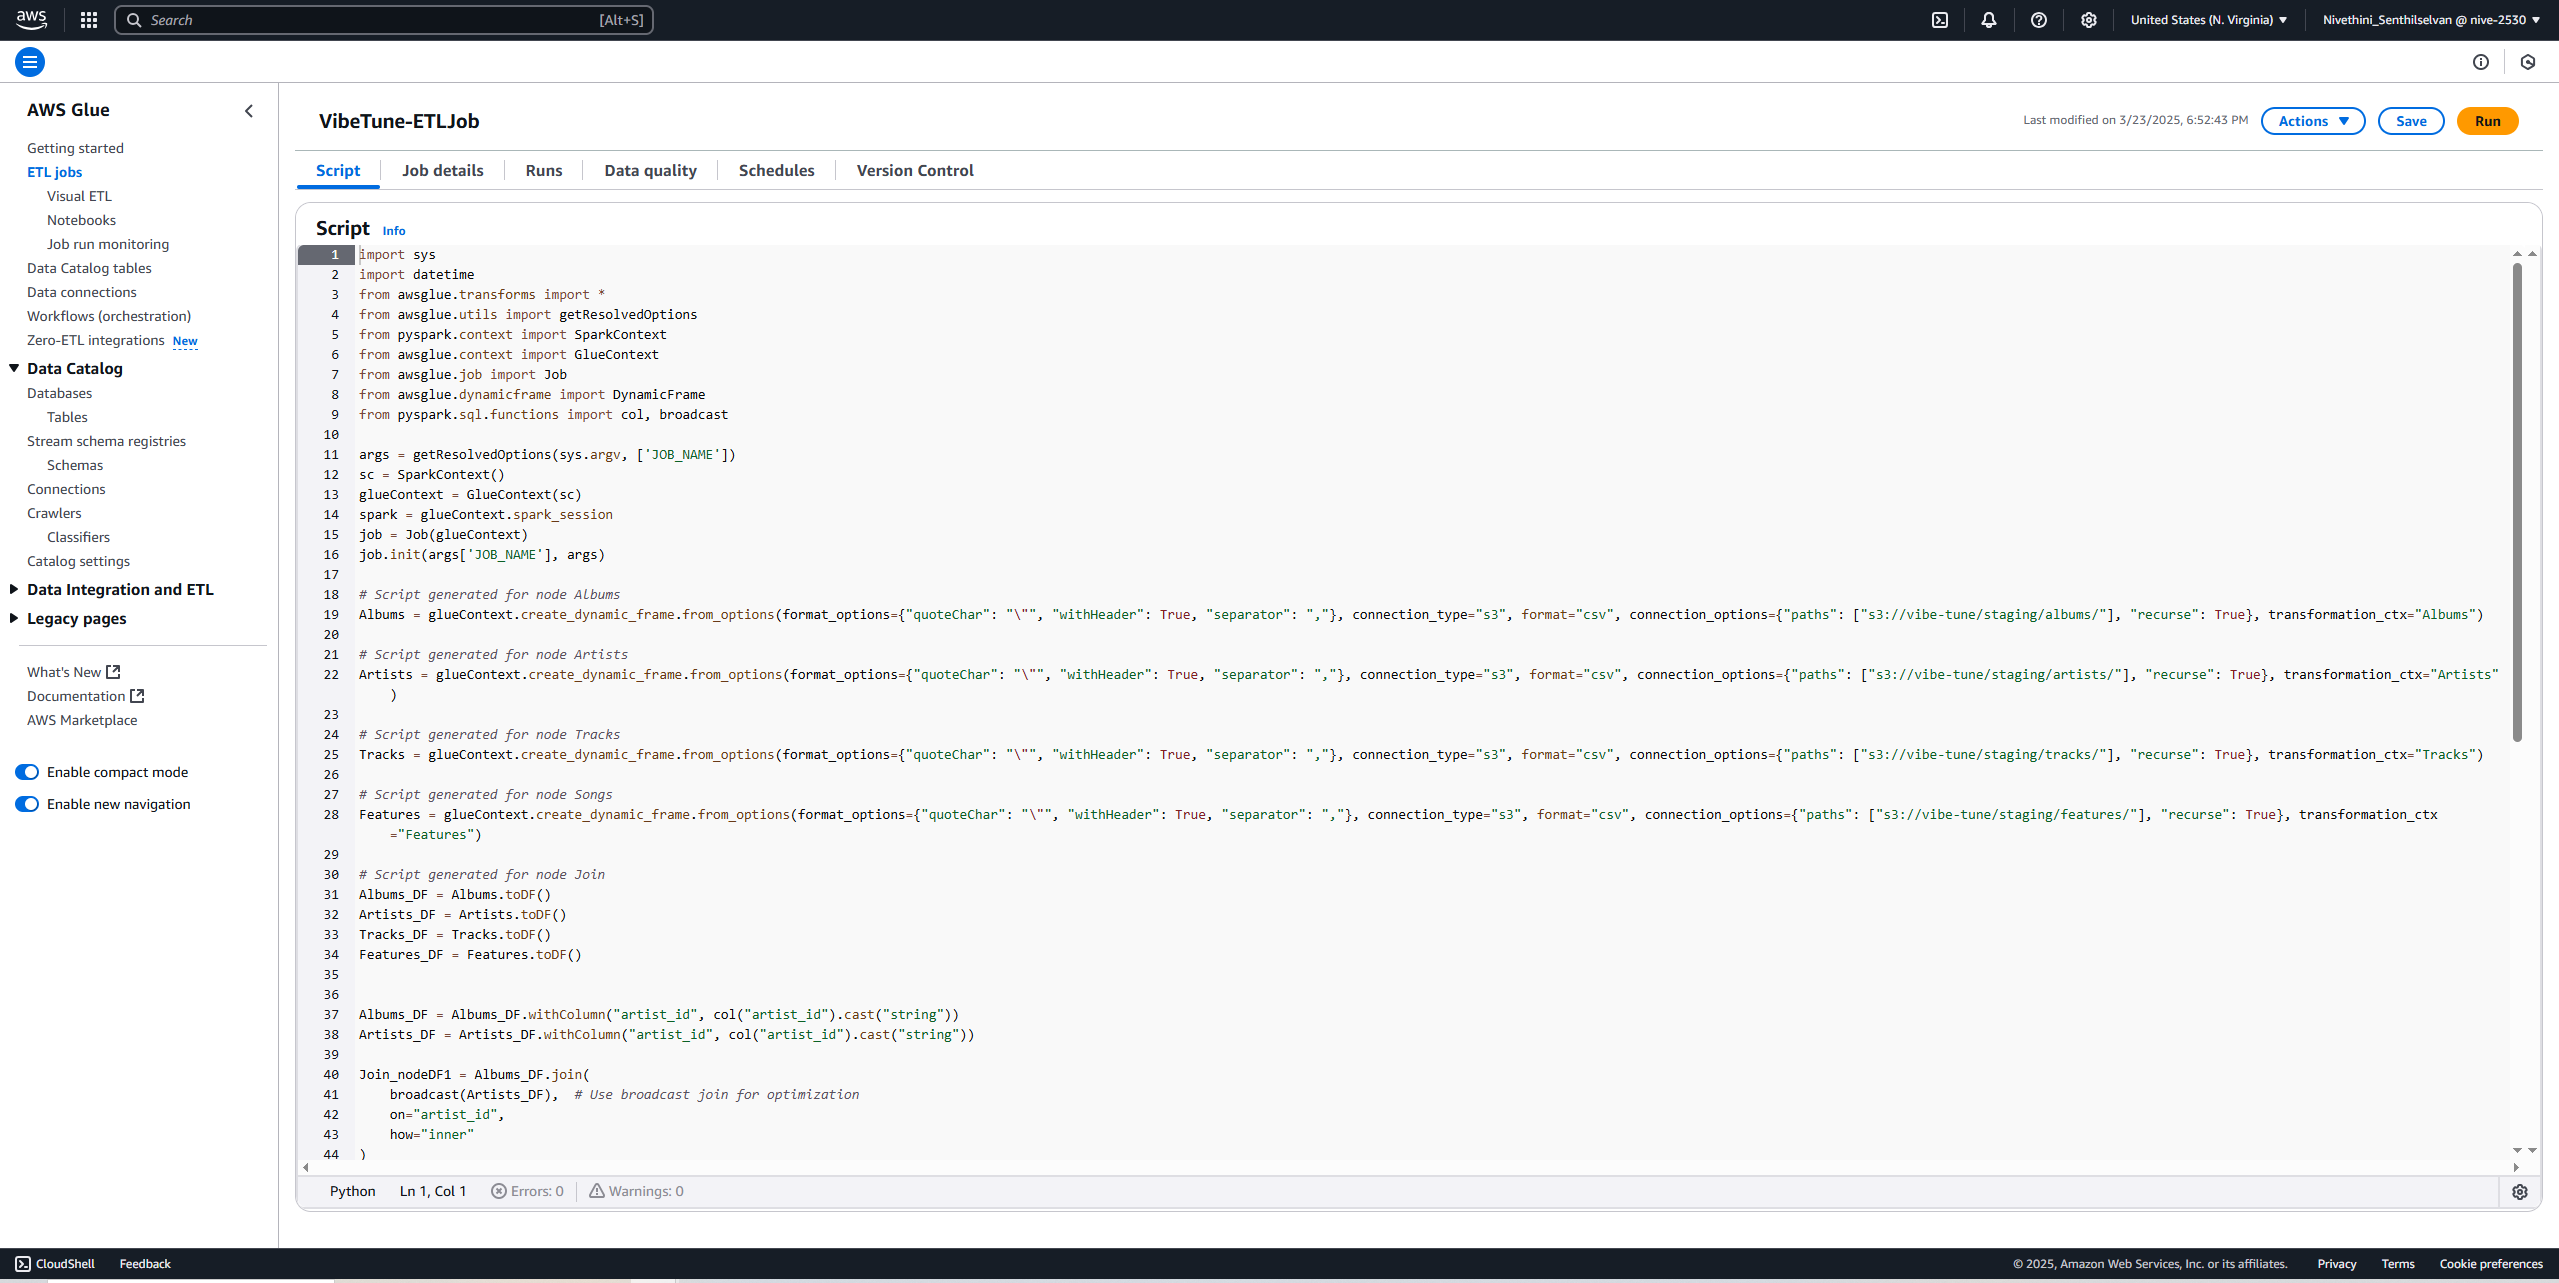 aws
Search [Alt+S]
United States (N. Virginia)
Nivethini_Senthilselvan @ nive-2530
AWS Glue
Getting started
ETL jobs
Visual ETL
Notebooks
Job run monitoring
Data Catalog tables
Data connections
Workflows (orchestration)
Zero-ETL integrations New
Data Catalog
Databases
Tables
Stream schema registries
Schemas
Connections
Crawlers
Classifiers
Catalog settings
Data Integration and ETL
Legacy pages
What's New
Documentation
AWS Marketplace
Enable compact mode
Enable new navigation
VibeTune-ETLJob
Last modified on 3/23/2025, 6:52:43 PM
Actions
Save
Run
Script
Job details
Runs
Data quality
Schedules
Version Control
Script Info
1 import sys
2 import datetime
3 from awsglue.transforms import *
4 from awsglue.utils import getResolvedOptions
5 from pyspark.context import SparkContext
6 from awsglue.context import GlueContext
7 from awsglue.job import Job
8 from awsglue.dynamicframe import DynamicFrame
9 from pyspark.sql.functions import col, broadcast
10
11 args = getResolvedOptions(sys.argv, ['JOB_NAME'])
12 sc = SparkContext()
13 glueContext = GlueContext(sc)
14 spark = glueContext.spark_session
15 job = Job(glueContext)
16 job.init(args['JOB_NAME'], args)
17
18 # Script generated for node Albums
19 Albums = glueContext.create_dynamic_frame.from_options(format_options={"quoteChar": "\"", "withHeader": True, "separator": ","}, connection_type="s3", format="csv", connection_options={"paths": ["s3://vibe-tune/staging/albums/"], "recurse": True}, transformation_ctx="Albums")
20
21 # Script generated for node Artists
22 Artists = glueContext.create_dynamic_frame.from_options(format_options={"quoteChar": "\"", "withHeader": True, "separator": ","}, connection_type="s3", format="csv", connection_options={"paths": ["s3://vibe-tune/staging/artists/"], "recurse": True}, transformation_ctx="Artists"
)
23
24 # Script generated for node Tracks
25 Tracks = glueContext.create_dynamic_frame.from_options(format_options={"quoteChar": "\"", "withHeader": True, "separator": ","}, connection_type="s3", format="csv", connection_options={"paths": ["s3://vibe-tune/staging/tracks/"], "recurse": True}, transformation_ctx="Tracks")
26
27 # Script generated for node Songs
28 Features = glueContext.create_dynamic_frame.from_options(format_options={"quoteChar": "\"", "withHeader": True, "separator": ","}, connection_type="s3", format="csv", connection_options={"paths": ["s3://vibe-tune/staging/features/"], "recurse": True}, transformation_ctx
="Features")
29
30 # Script generated for node Join
31 Albums_DF = Albums.toDF()
32 Artists_DF = Artists.toDF()
33 Tracks_DF = Tracks.toDF()
34 Features_DF = Features.toDF()
35
36
37 Albums_DF = Albums_DF.withColumn("artist_id", col("artist_id").cast("string"))
38 Artists_DF = Artists_DF.withColumn("artist_id", col("artist_id").cast("string"))
39
40 Join_nodeDF1 = Albums_DF.join(
41 broadcast(Artists_DF), # Use broadcast join for optimization
42 on="artist_id",
43 how="inner"
44 )
Python Ln 1, Col 1 Errors: 0 Warnings: 0
CloudShell Feedback
© 2025, Amazon Web Services, Inc. or its affiliates. Privacy Terms Cookie preferences